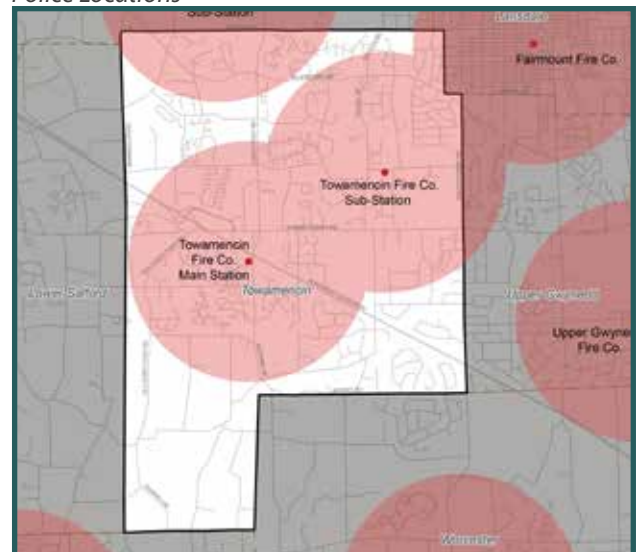 Police Locations
Sub-Station
Lansdale
Fairmount Fire Co.
Towamencin Fire Co.
Sub-Station
Towamencin
Fire Co.
Main Station
Lower Salford
Towamencin
Upper Gwynedd
Upper Gwyne
Fire Co.
Worcester